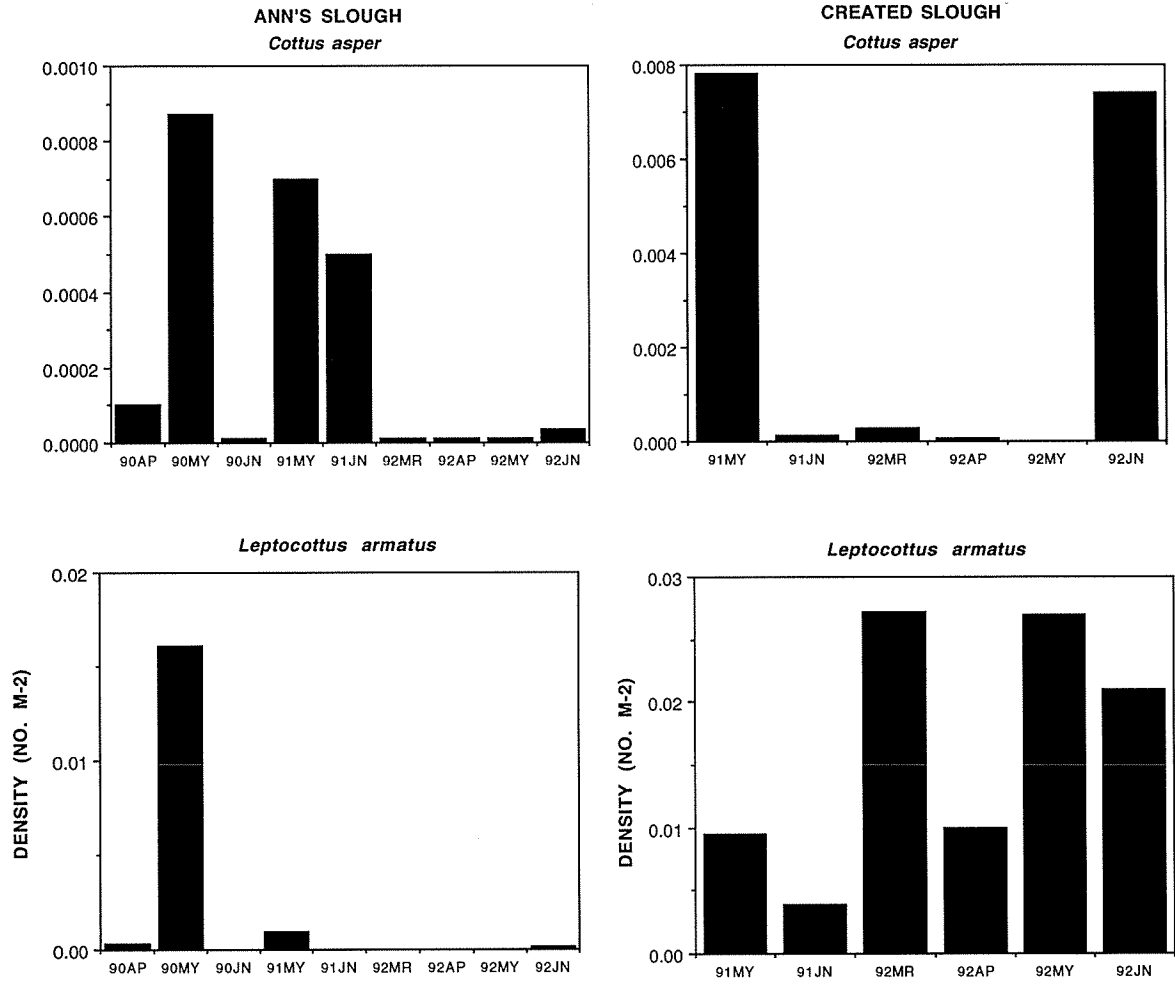 ANN'S SLOUGH
Cottus asper
0.0010
0.0008
0.0006
0.0004
0.0002
0.0000
90AP 90MY 90JN 91MY 91JN 92MR 92AP 92MY 92JN
CREATED SLOUGH
Cottus asper
0.008
0.006
0.004
0.002
0.000
91MY 91JN 92MR 92AP 92MY 92JN
Leptocottus armatus
DENSITY (NO. M-2)
0.02
0.01
0.00
90AP 90MY 90JN 91MY 91JN 92MR 92AP 92MY 92JN
Leptocottus armatus
DENSITY (NO. M-2)
0.03
0.02
0.01
0.00
91MY 91JN 92MR 92AP 92MY 92JN